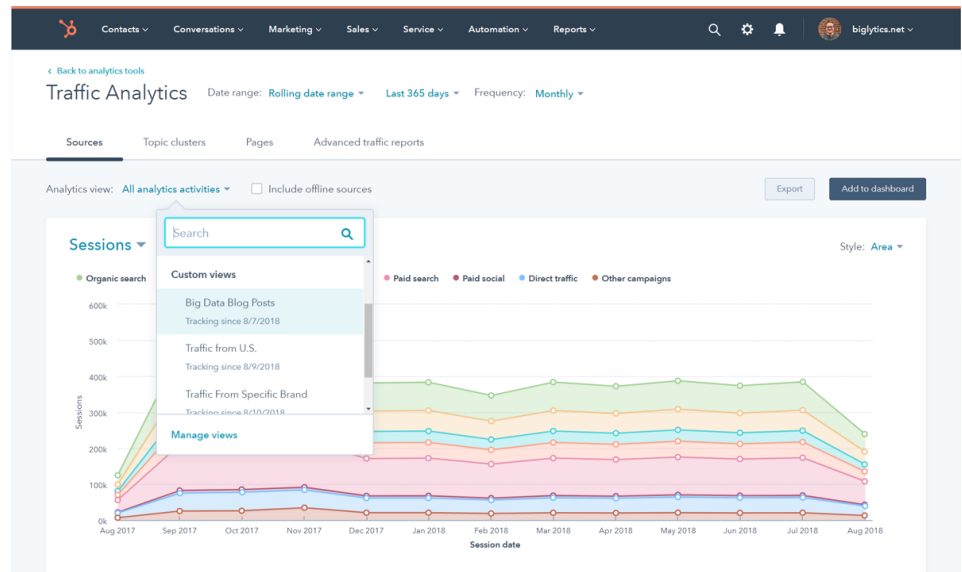 Contacts Conversations Marketing Sales Service Automation Reports biglytics.net
Back to analytics tools
Traffic Analytics Date range: Rolling date range Last 365 days Frequency: Monthly
Sources Topic clusters Pages Advanced traffic reports
Analytics view: All analytics activities Include offline sources Export Add to dashboard
Search
Sessions Style: Area
Organic search Paid search Paid social Direct traffic Other campaigns
Custom views
Big Data Blog Posts
Tracking since 8/7/2018
Traffic from U.S.
Tracking since 8/9/2018
Traffic From Specific Brand
Tracking since 8/10/2018
Manage views
Sessions
600k
500k
400k
300k
200k
100k
0k
Aug 2017 Sep 2017 Oct 2017 Nov 2017 Dec 2017 Jan 2018 Feb 2018 Mar 2018 Apr 2018 May 2018 Jun 2018 Jul 2018 Aug 2018
Session date